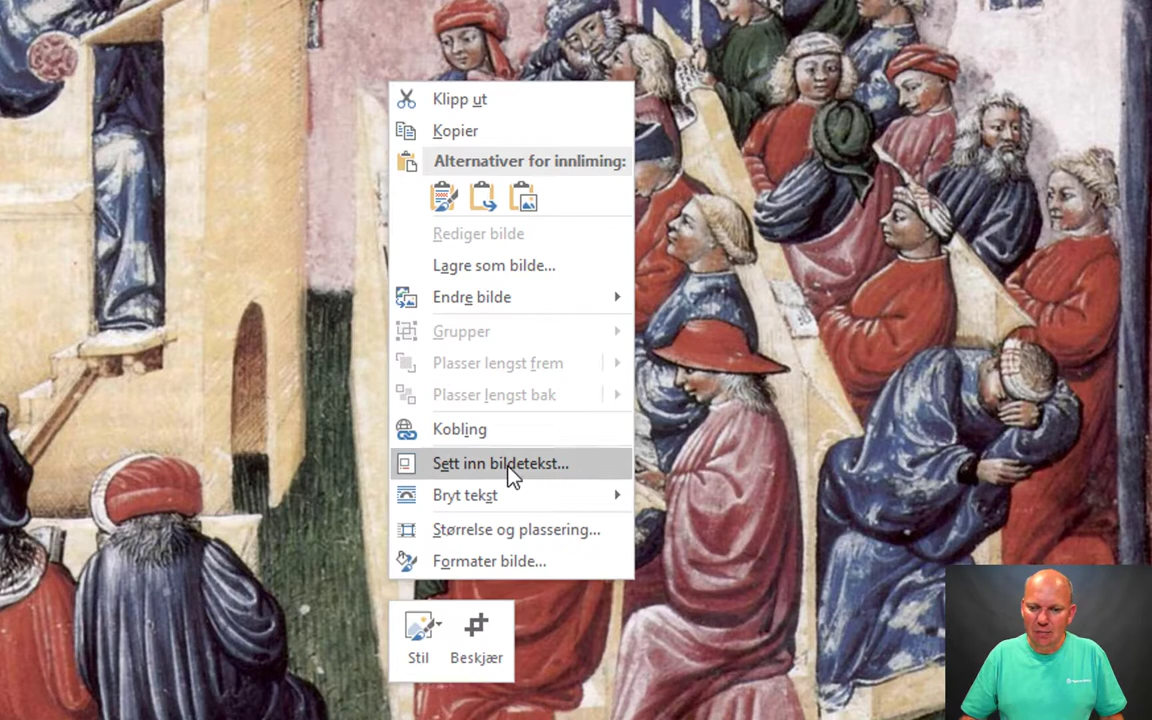 Klipp ut
Kopier
Alternativer for innliming:
Rediger bilde
Lagre som bilde...
Endre bilde
Grupper
Plasser lengst frem
Plasser lengst bak
Kobling
Sett inn bildetekst...
Bryt tekst
Størrelse og plassering...
Formater bilde...
Stil
Beskjær